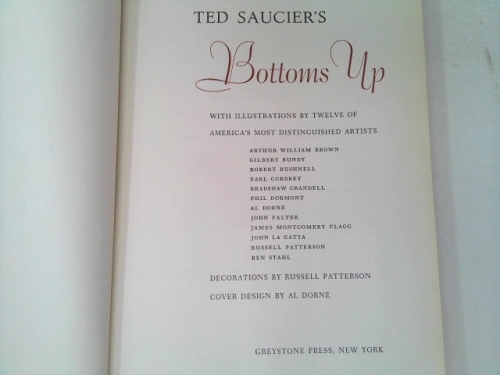 TED SAUCIER'S
Bottoms Up
WITH ILLUSTRATIONS BY TWELVE OF
AMERICA'S MOST DISTINGUISHED ARTISTS
ARTHUR WILLIAM BROWN
GILBERT BUNDY
ROBERT BUSHNELL
EARL CORDREY
BRADSHAW CRANDELL
PHIL DORMONT
AL DORNE
JOHN FALTER
JAMES MONTGOMERY FLAGG
JOHN LA GATTA
RUSSELL PATTERSON
BEN STAHL
DECORATIONS BY RUSSELL PATTERSON
COVER DESIGN BY AL DORNE
GREYSTONE PRESS, NEW YORK